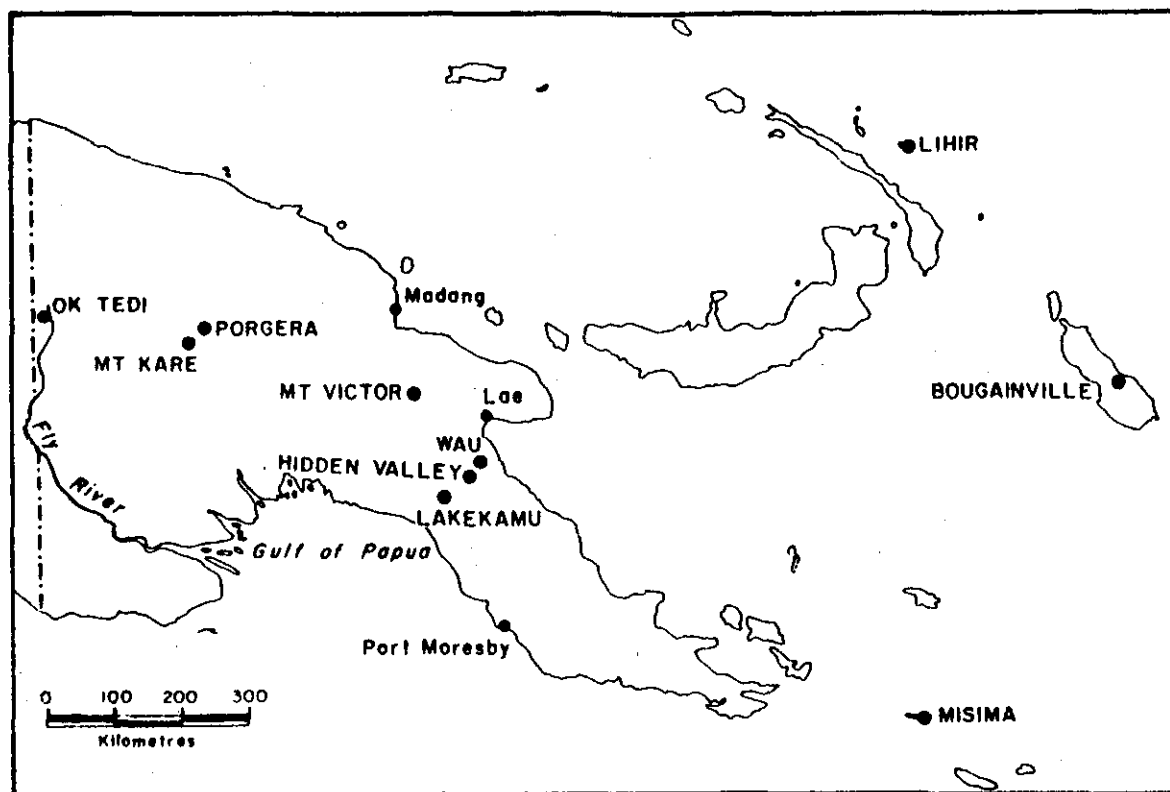 LIHIR
OK TEDI
Madang
PORGERA
MT KARE
MT VICTOR
Lae
BOUGAINVILLE
WAU
Fly River
HIDDEN VALLEY
LAKEKAMU
Gulf of Papua
Port Moresby
0 100 200 300
Kilometres
MISIMA